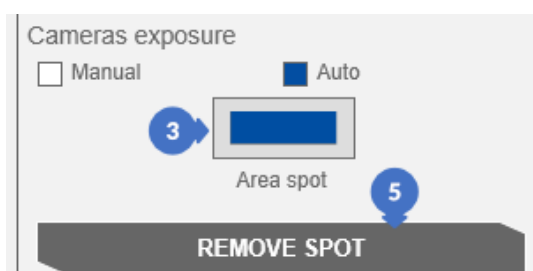 Cameras exposure
Manual Auto
3
Area spot
5
REMOVE SPOT